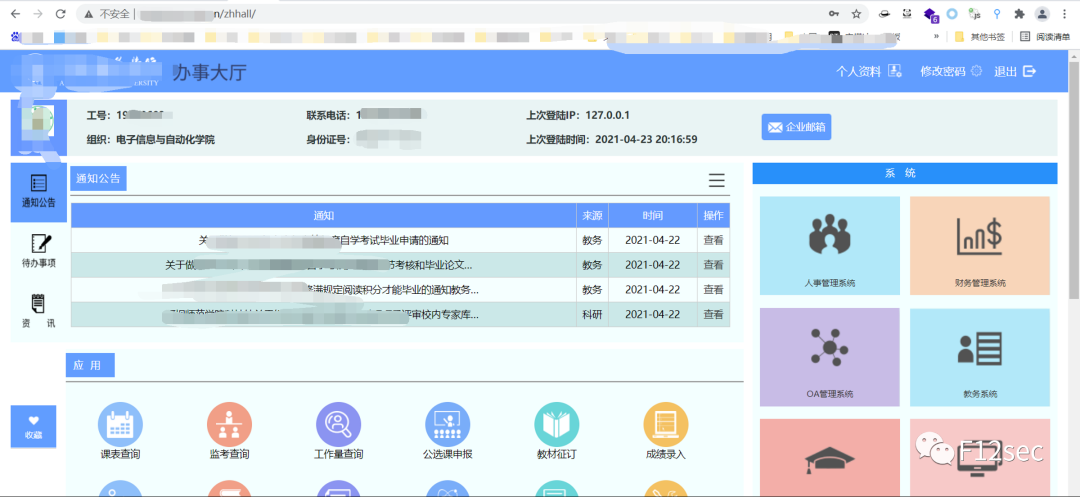 不安全
n/zhhall/
其他书签
阅读清单
办事大厅
个人资料
修改密码
退出
工号：19
联系电话：1
上次登陆IP：127.0.0.1
企业邮箱
组织：电子信息与自动化学院
身份证号：
上次登陆时间：2021-04-23 20:16:59
通知公告
通知公告
系 统
通知 来源 时间 操作
关 自学考试毕业申请的通知 教务 2021-04-22 查看
关于做 考核和毕业论文... 教务 2021-04-22 查看
修满规定阅读积分才能毕业的通知教务... 教务 2021-04-22 查看
评审校内专家库... 科研 2021-04-22 查看
待办事项
资 讯
人事管理系统
财务管理系统
OA管理系统
教务系统
应 用
收藏
课表查询
监考查询
工作量查询
公选课申报
教材征订
成绩录入
F12sec